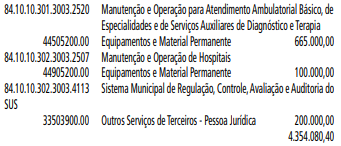 84.10.10.301.3003.2520 Manutenção e Operação para Atendimento Ambulatorial Básico, de
Especialidades e de Serviços Auxiliares de Diagnóstico e Terapia
44505200.00 Equipamentos e Material Permanente 665.000,00
84.10.10.302.3003.2507 Manutenção e Operação de Hospitais
44905200.00 Equipamentos e Material Permanente 100.000,00
84.10.10.302.3003.4113 Sistema Municipal de Regulação, Controle, Avaliação e Auditoria do
SUS
33503900.00 Outros Serviços de Terceiros - Pessoa Jurídica 200.000,00
4.354.080,40